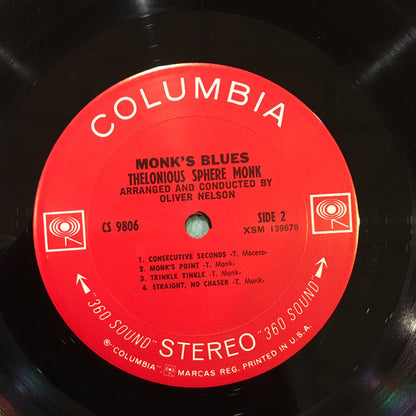 COLUMBIA
MONK'S BLUES
THELONIOUS SPHERE MONK
ARRANGED AND CONDUCTED BY
OLIVER NELSON
CS 9806
SIDE 2
XSM 139678
1. CONSECUTIVE SECONDS -T. Macero-
2. MONK'S POINT -T. Monk-
3. TRINKLE TINKLE -T. Monk-
4. STRAIGHT, NO CHASER -T. Monk-
"360 SOUND" STEREO "360 SOUND"
®"COLUMBIA", MARCAS REG. PRINTED IN U.S.A.